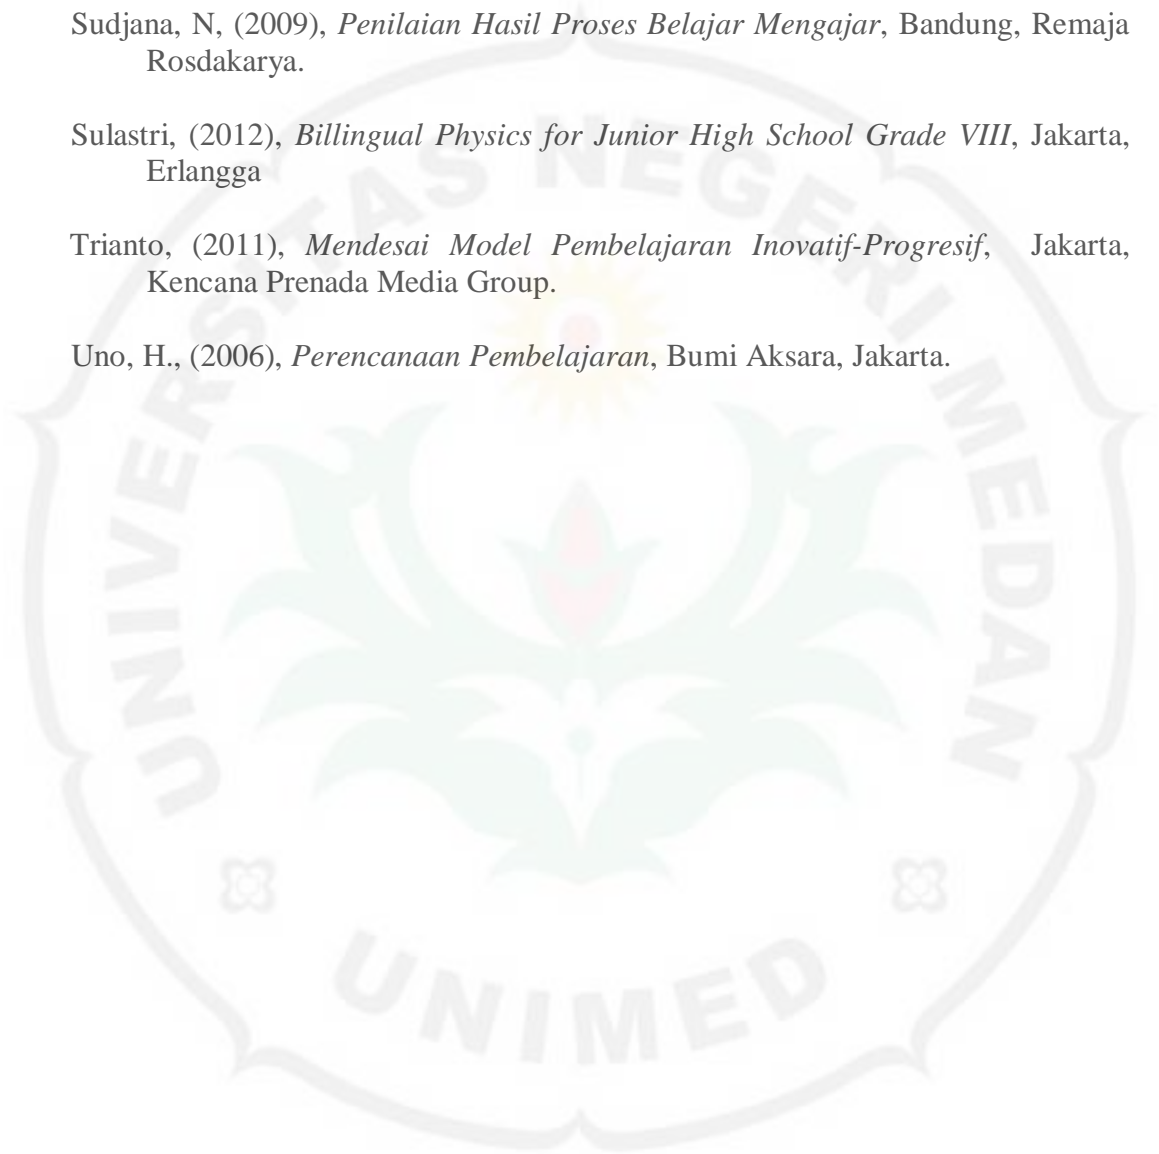 Sudjana, N, (2009), Penilaian Hasil Proses Belajar Mengajar, Bandung, Remaja
Rosdakarya.
Sulastri, (2012), Billingual Physics for Junior High School Grade VIII, Jakarta,
Erlangga
Trianto, (2011), Mendesai Model Pembelajaran Inovatif-Progresif, Jakarta,
Kencana Prenada Media Group.
Uno, H., (2006), Perencanaan Pembelajaran, Bumi Aksara, Jakarta.
UNIVERSITAS NEGERI MEDAN
UNIMED